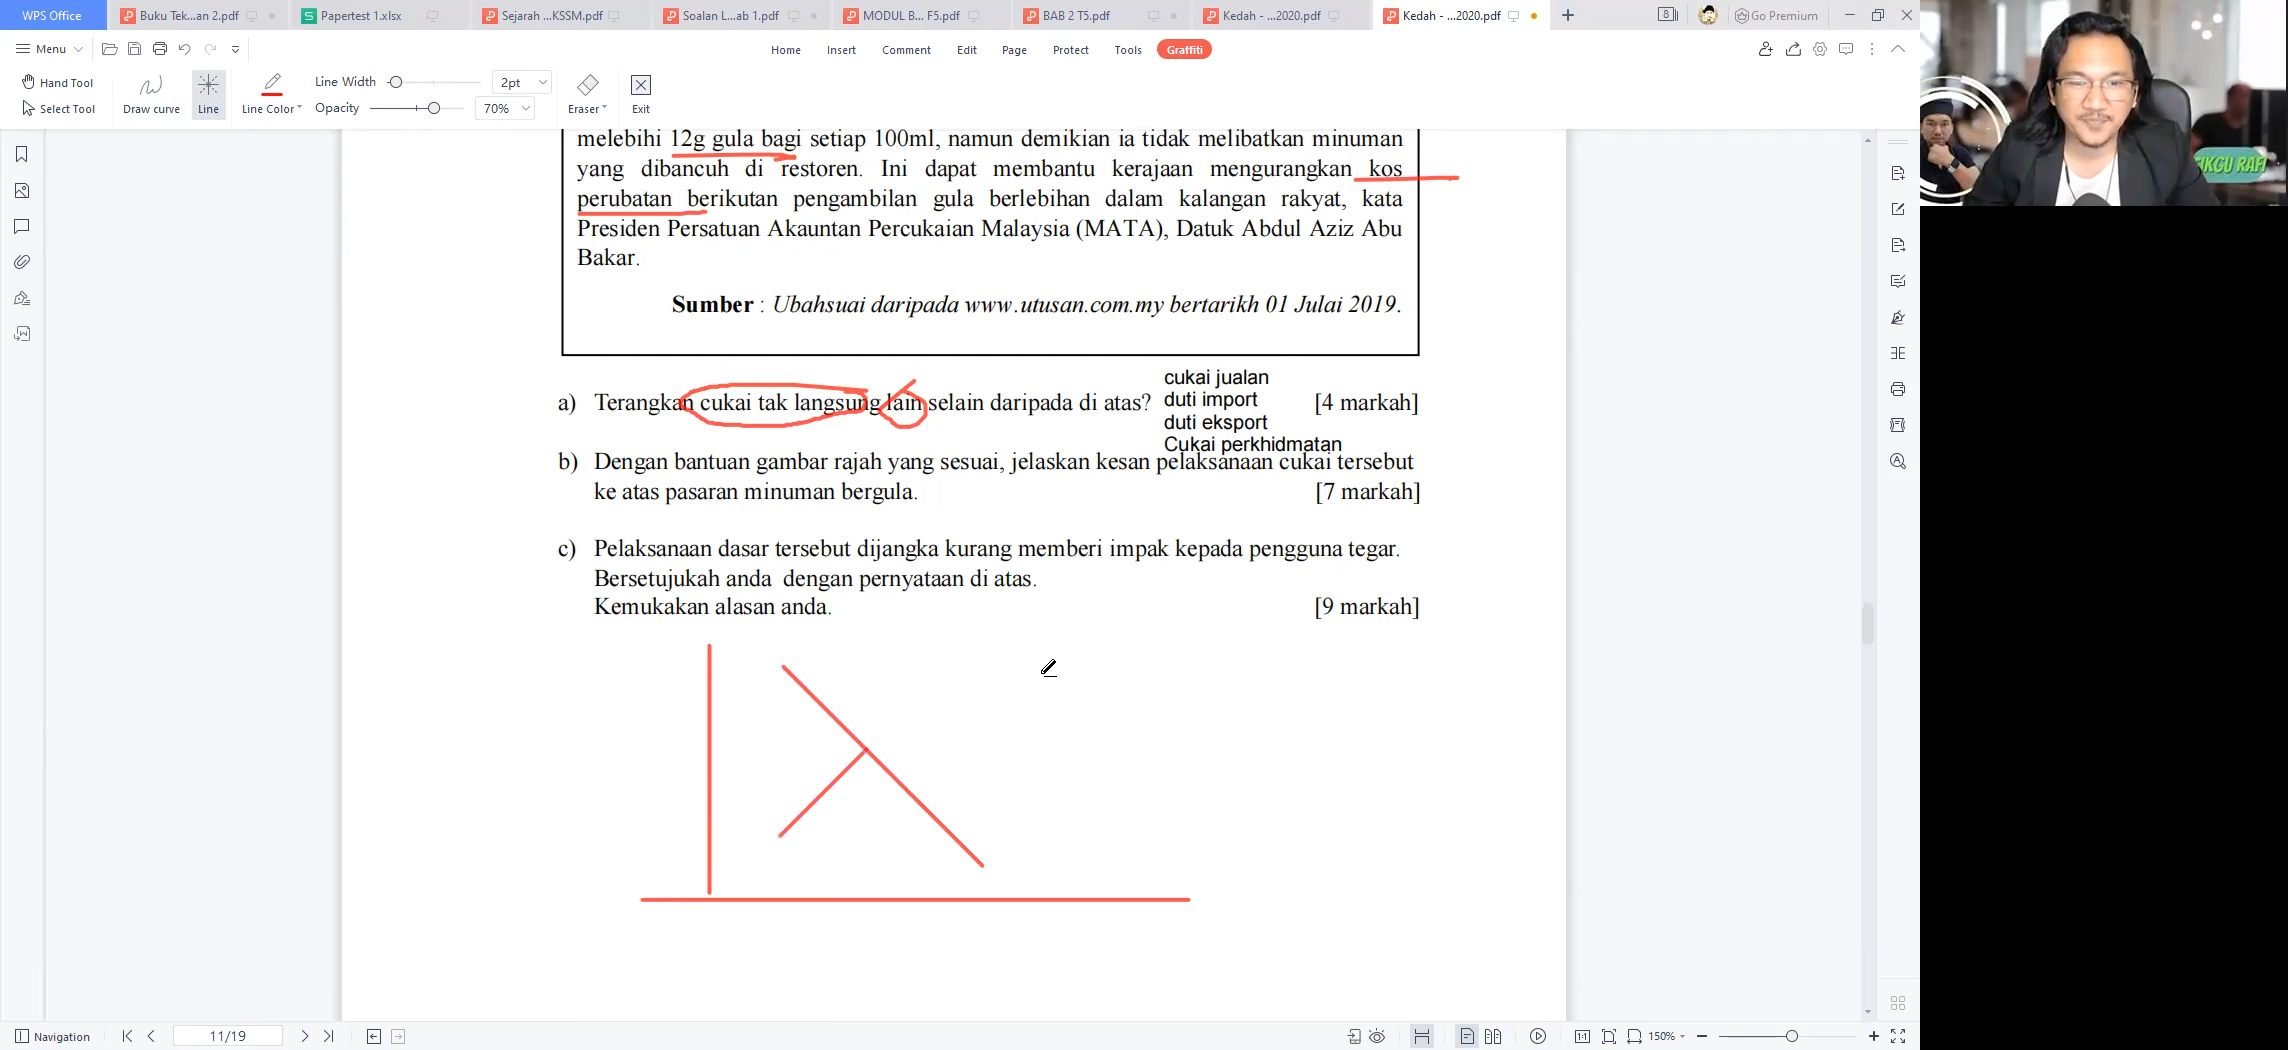 WPS Office
Buku Tek...an 2.pdf
Papertest 1.xlsx
Sejarah ...KSSM.pdf
Soalan L...ab 1.pdf
MODUL B... F5.pdf
BAB 2 T5.pdf
Kedah - ...2020.pdf
Kedah - ...2020.pdf
8
Go Premium
Menu
Home
Insert
Comment
Edit
Page
Protect
Tools
Graffiti
Hand Tool
Select Tool
Draw curve
Line
Line Color
Line Width
2pt
Opacity
70%
Eraser
Exit
melebihi 12g gula bagi setiap 100ml, namun demikian ia tidak melibatkan minuman
yang dibancuh di restoren. Ini dapat membantu kerajaan mengurangkan kos
perubatan berikutan pengambilan gula berlebihan dalam kalangan rakyat, kata
Presiden Persatuan Akauntan Percukaian Malaysia (MATA), Datuk Abdul Aziz Abu
Bakar.
Sumber : Ubahsuai daripada www.utusan.com.my bertarikh 01 Julai 2019.
a) Terangkan cukai tak langsung lain selain daripada di atas? [4 markah]
cukai jualan
duti import
duti eksport
Cukai perkhidmatan
b) Dengan bantuan gambar rajah yang sesuai, jelaskan kesan pelaksanaan cukai tersebut
ke atas pasaran minuman bergula. [7 markah]
c) Pelaksanaan dasar tersebut dijangka kurang memberi impak kepada pengguna tegar.
Bersetujukah anda dengan pernyataan di atas.
Kemukakan alasan anda. [9 markah]
Navigation
11/19
1:1
150%
IKGU RAFI